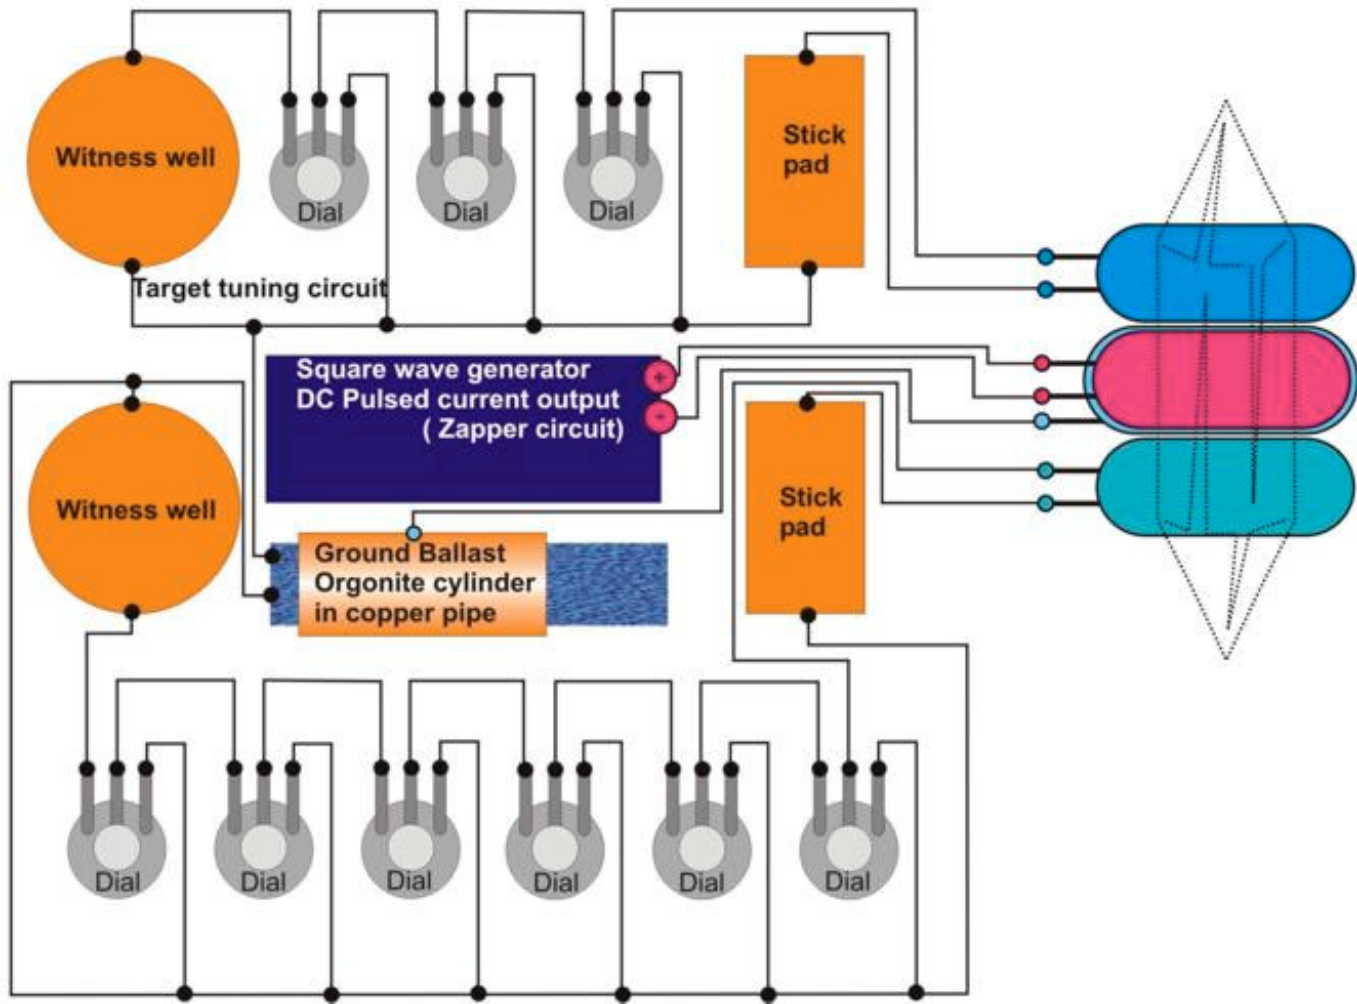 Witness well
Dial
Dial
Dial
Stick
pad
Target tuning circuit
Square wave generator
DC Pulsed current output
( Zapper circuit)
+
-
Witness well
Stick
pad
Ground Ballast
Orgonite cylinder
in copper pipe
Dial
Dial
Dial
Dial
Dial
Dial